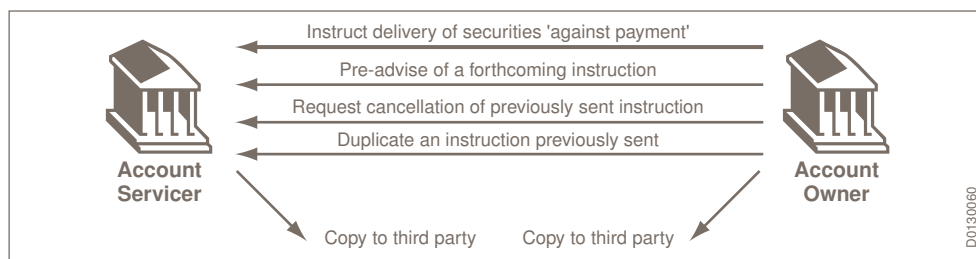 Instruct delivery of securities 'against payment'
Pre-advise of a forthcoming instruction
Request cancellation of previously sent instruction
Duplicate an instruction previously sent
Account
Servicer
Account
Owner
Copy to third party
Copy to third party
D0130060